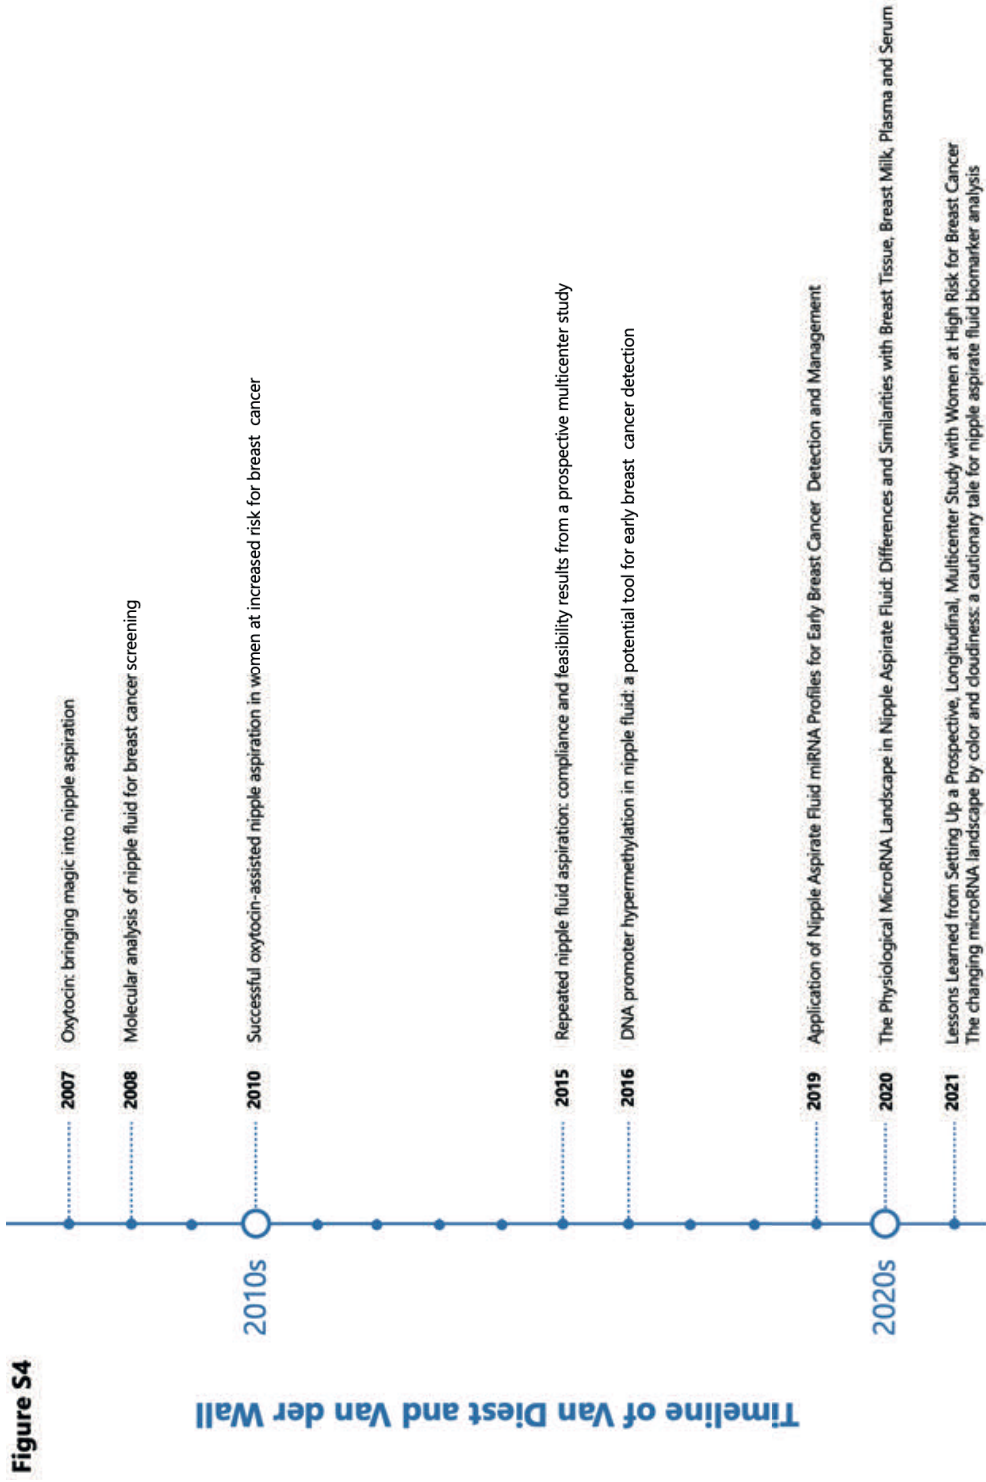 Figure S4
Timeline of Van Diest and Van der Wall
2007 Oxytocin: bringing magic into nipple aspiration
2008 Molecular analysis of nipple fluid for breast cancer screening
2010s
2010 Successful oxytocin-assisted nipple aspiration in women at increased risk for breast cancer
2015 Repeated nipple fluid aspiration: compliance and feasibility results from a prospective multicenter study
2016 DNA promoter hypermethylation in nipple fluid: a potential tool for early breast cancer detection
2019 Application of Nipple Aspirate Fluid miRNA Profiles for Early Breast Cancer Detection and Management
2020s
2020 The Physiological MicroRNA Landscape in Nipple Aspirate Fluid: Differences and Similarities with Breast Tissue, Breast Milk, Plasma and Serum
2021 Lessons Learned from Setting Up a Prospective, Longitudinal, Multicenter Study with Women at High Risk for Breast Cancer
The changing microRNA landscape by color and cloudiness: a cautionary tale for nipple aspirate fluid biomarker analysis